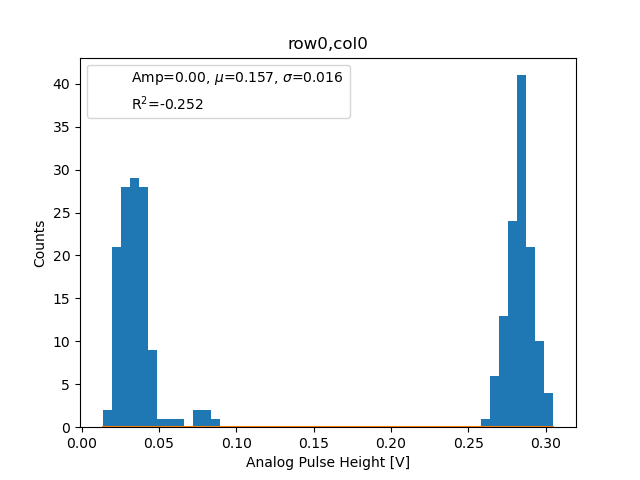 row0,col0
Amp=0.00, μ=0.157, σ=0.016
R²=-0.252
40
35
30
25
20
15
10
5
0
Counts
0.00 0.05 0.10 0.15 0.20 0.25 0.30
Analog Pulse Height [V]